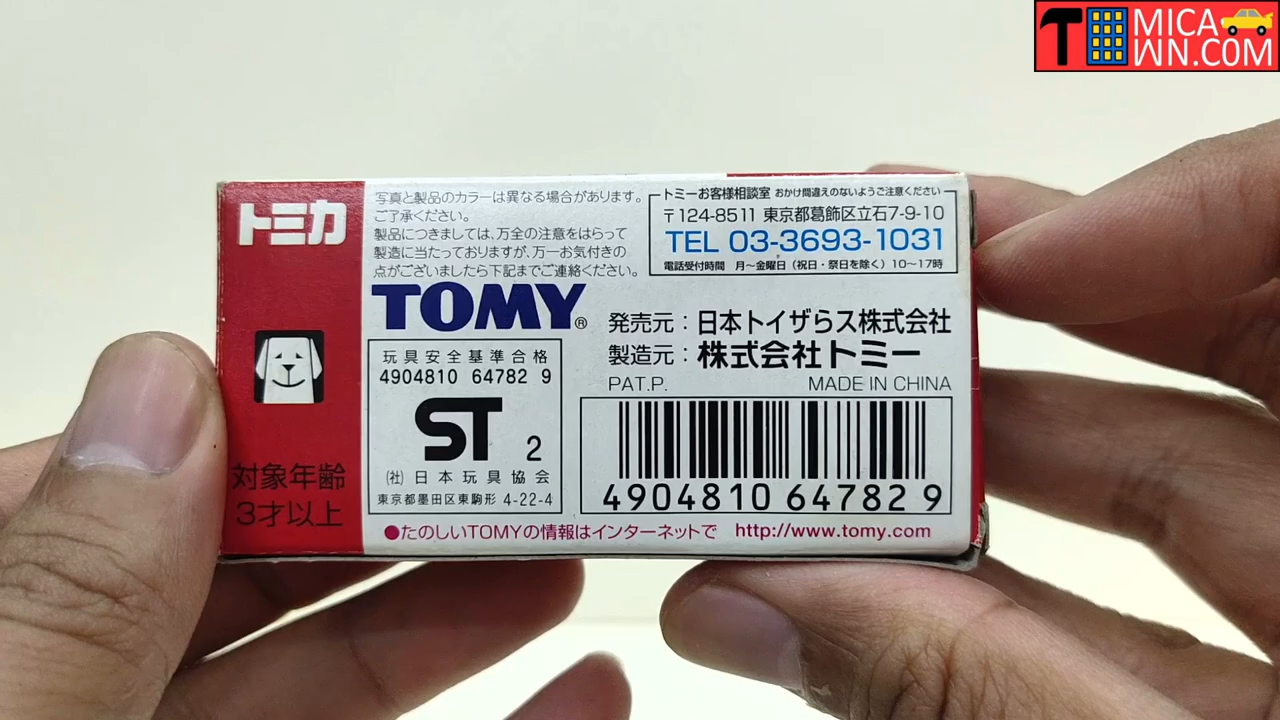 TOMICA
TOWN.COM
トミカ
対象年齢
3才以上
写真と製品のカラーは異なる場合があります。
ご了承ください。
製品につきましては、万全の注意をはらって
製造に当たっておりますが、万一お気付きの
点がございましたら下記までご連絡ください。
トミーお客様相談室 おかけ間違えのないようご注意ください
〒124-8511 東京都葛飾区立石7-9-10
TEL 03-3693-1031
電話受付時間 月〜金曜日（祝日・祭日を除く）10〜17時
TOMY®
発売元：日本トイザらス株式会社
製造元：株式会社トミー
PAT.P. MADE IN CHINA
玩具安全基準合格
4904810 64782 9
ST 2
(社)日本玩具協会
東京都墨田区東駒形 4-22-4
4904810 647829
●たのしいTOMYの情報はインターネットで http://www.tomy.com